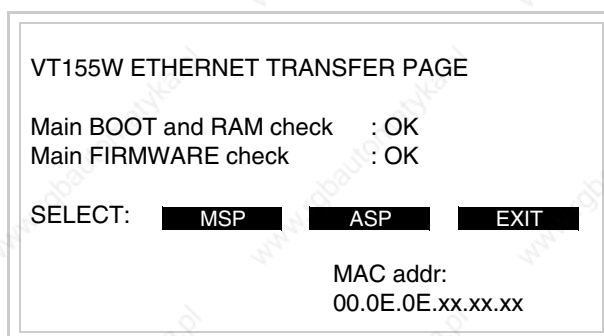 VT155W ETHERNET TRANSFER PAGE
Main BOOT and RAM check : OK
Main FIRMWARE check : OK
SELECT: MSP ASP EXIT
MAC addr:
00.0E.0E.xx.xx.xx